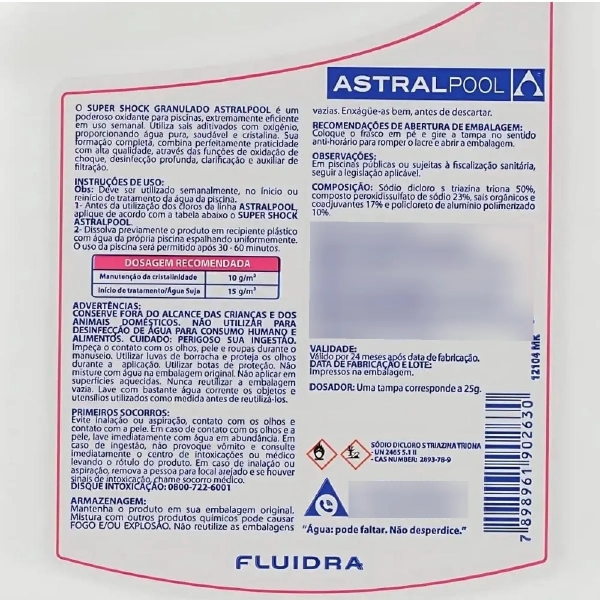 O SUPER SHOCK GRANULADO ASTRALPOOL é um
poderoso oxidante para piscinas, extremamente eficiente
em uso semanal. Utiliza sais aditivados com oxigênio,
proporcionando água pura, saudável e cristalina. Sua
formação completa, combina perfeitamente praticidade
com alta qualidade, através das funções de oxidação de
choque, desinfecção profunda, clarificação e auxiliar de
filtração.
INSTRUÇÕES DE USO:
Obs: Deve ser utilizado semanalmente, no início ou
reinício de tratamento da água da piscina.
1- Antes da utilização dos cloros da linha ASTRALPOOL,
aplique de acordo com a tabela abaixo o SUPER SHOCK
ASTRALPOOL.
2- Dissolva previamente o produto em recipiente plástico
com água da própria piscina espalhando uniformemente.
O uso da piscina será permitido após 30 - 60 minutos.
DOSAGEM RECOMENDADA
Manutenção da cristalinidade 10 g/m³
Início de tratamento/Água Suja 15 g/m³
ADVERTÊNCIAS:
CONSERVE FORA DO ALCANCE DAS CRIANÇAS E DOS
ANIMAIS DOMÉSTICOS. NÃO UTILIZAR PARA
DESINFECÇÃO DE ÁGUA PARA CONSUMO HUMANO E
ALIMENTOS. CUIDADO: PERIGOSO SUA INGESTÃO.
Impeça o contato com os olhos, pele e roupas durante o
manuseio. Utilizar luvas de borracha e proteja os olhos
durante a aplicação. Utilizar botas de proteção. Não
misture com água na embalagem original. Não aplicar em
superfícies aquecidas. Nunca reutilizar a embalagem
vazia. Lave com bastante água corrente os objetos e
utensílios utilizados como medida antes de reutilizá-los.
PRIMEIROS SOCORROS:
Evite inalação ou aspiração, contato com os olhos e
contato com a pele. Em caso de contato com os olhos e a
pele, lave imediatamente com água em abundância. Em
caso de ingestão, não provoque vômito e consulte
imediatamente o centro de intoxicações ou médico
levando o rótulo do produto. Em caso de inalação ou
aspiração, remova a pessoa para local arejado e se houver
sinais de intoxicação, chame socorro médico.
DISQUE INTOXICAÇÃO: 0800-722-6001
ARMAZENAGEM:
Mantenha o produto em sua embalagem original.
Mistura com outros produtos químicos pode causar
FOGO E/OU EXPLOSÃO. Não reutilize as embalagens
ASTRALPOOL
vazias. Enxágüe-as bem, antes de descartar.
RECOMENDAÇÕES DE ABERTURA DE EMBALAGEM:
Coloque o frasco em pé e gire a tampa no sentido
anti-horário para romper o lacre e abrir a embalagem.
OBSERVAÇÕES:
Em piscinas públicas ou sujeitas à fiscalização sanitária,
seguir a legislação aplicável.
COMPOSIÇÃO: Sódio dicloro s triazina triona 50%,
composto peroxidissulfato de sódio 23%, sais orgânicos e
coadjuvantes 17% e policloreto de alumínio polimerizado
10%.
VALIDADE:
Válido por 24 meses após data de fabricação.
DATA DE FABRICAÇÃO E LOTE:
Impressos na embalagem.
DOSADOR: Uma tampa corresponde a 25g.
12104 MK
SÓDIO DICLORO S TRIAZINA TRIONA
- UN 2465 5.1 II
- CAS NUMBER: 2893-78-9
7 898961 902630
"Água: pode faltar. Não desperdice."
FLUIDRA